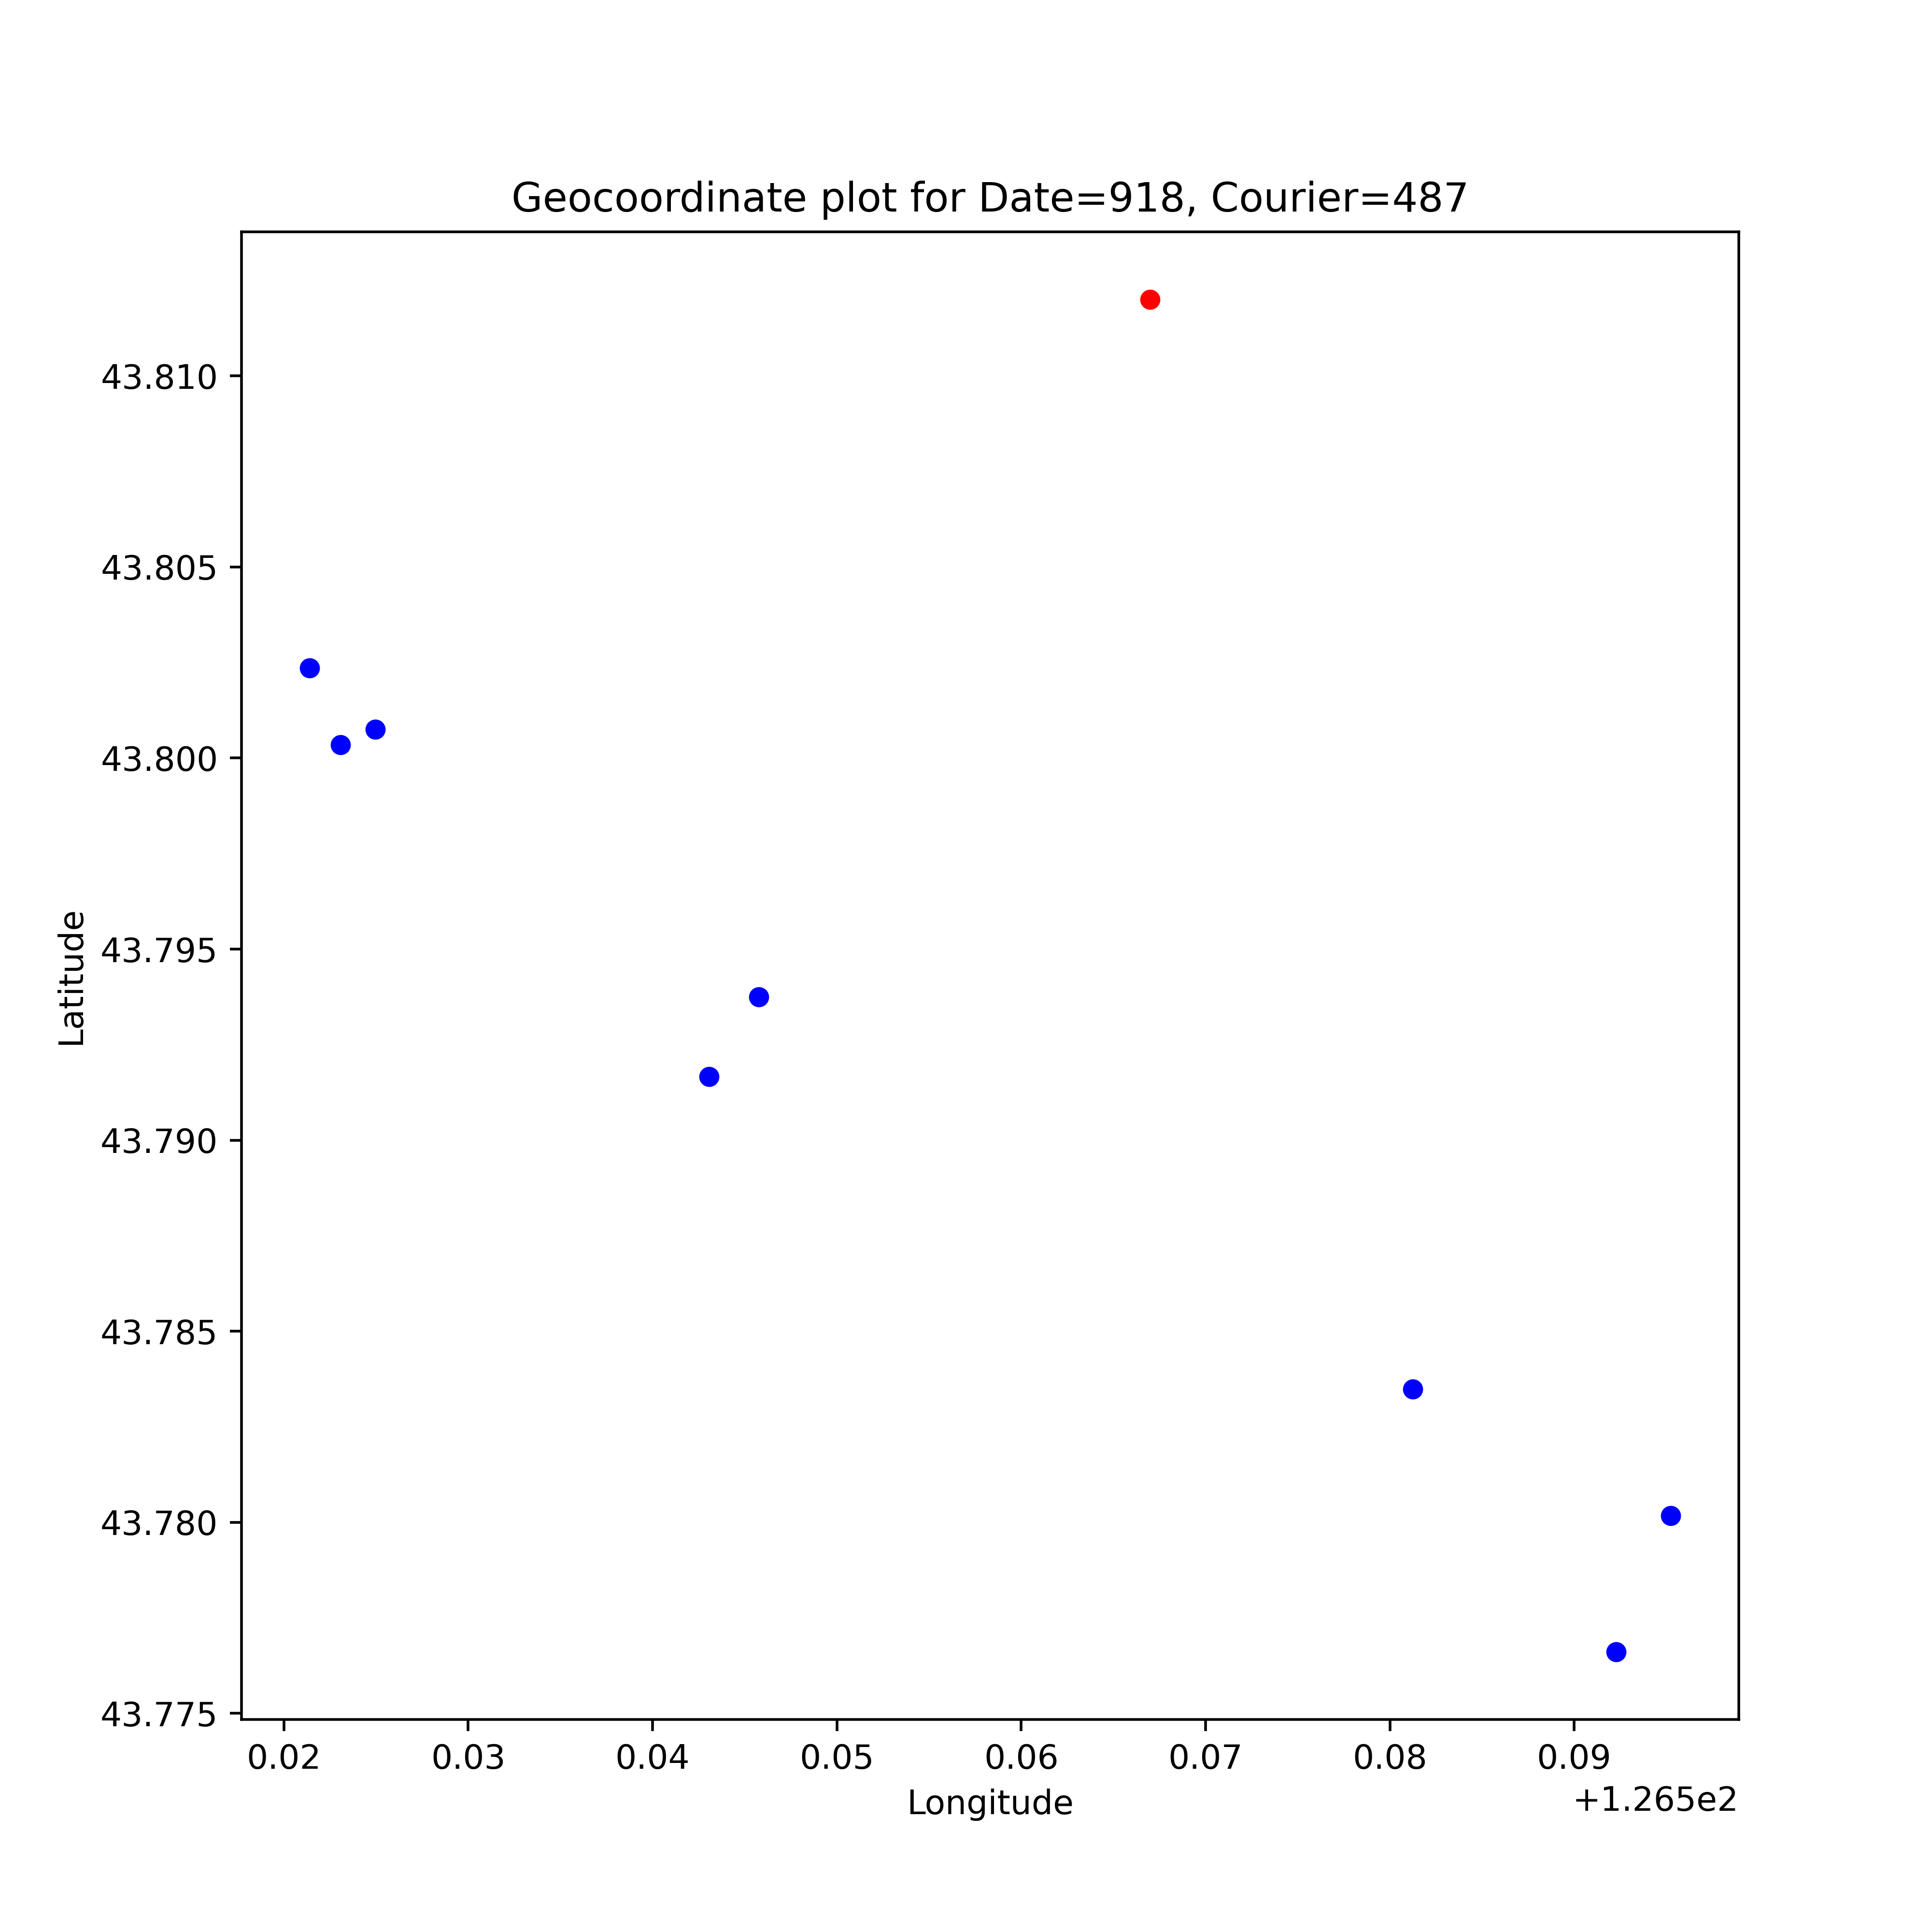 Geocoordinate plot for Date=918, Courier=487
43.810
43.805
43.800
43.795
43.790
43.785
43.780
43.775
Latitude
0.02 0.03 0.04 0.05 0.06 0.07 0.08 0.09
+1.265e2
Longitude